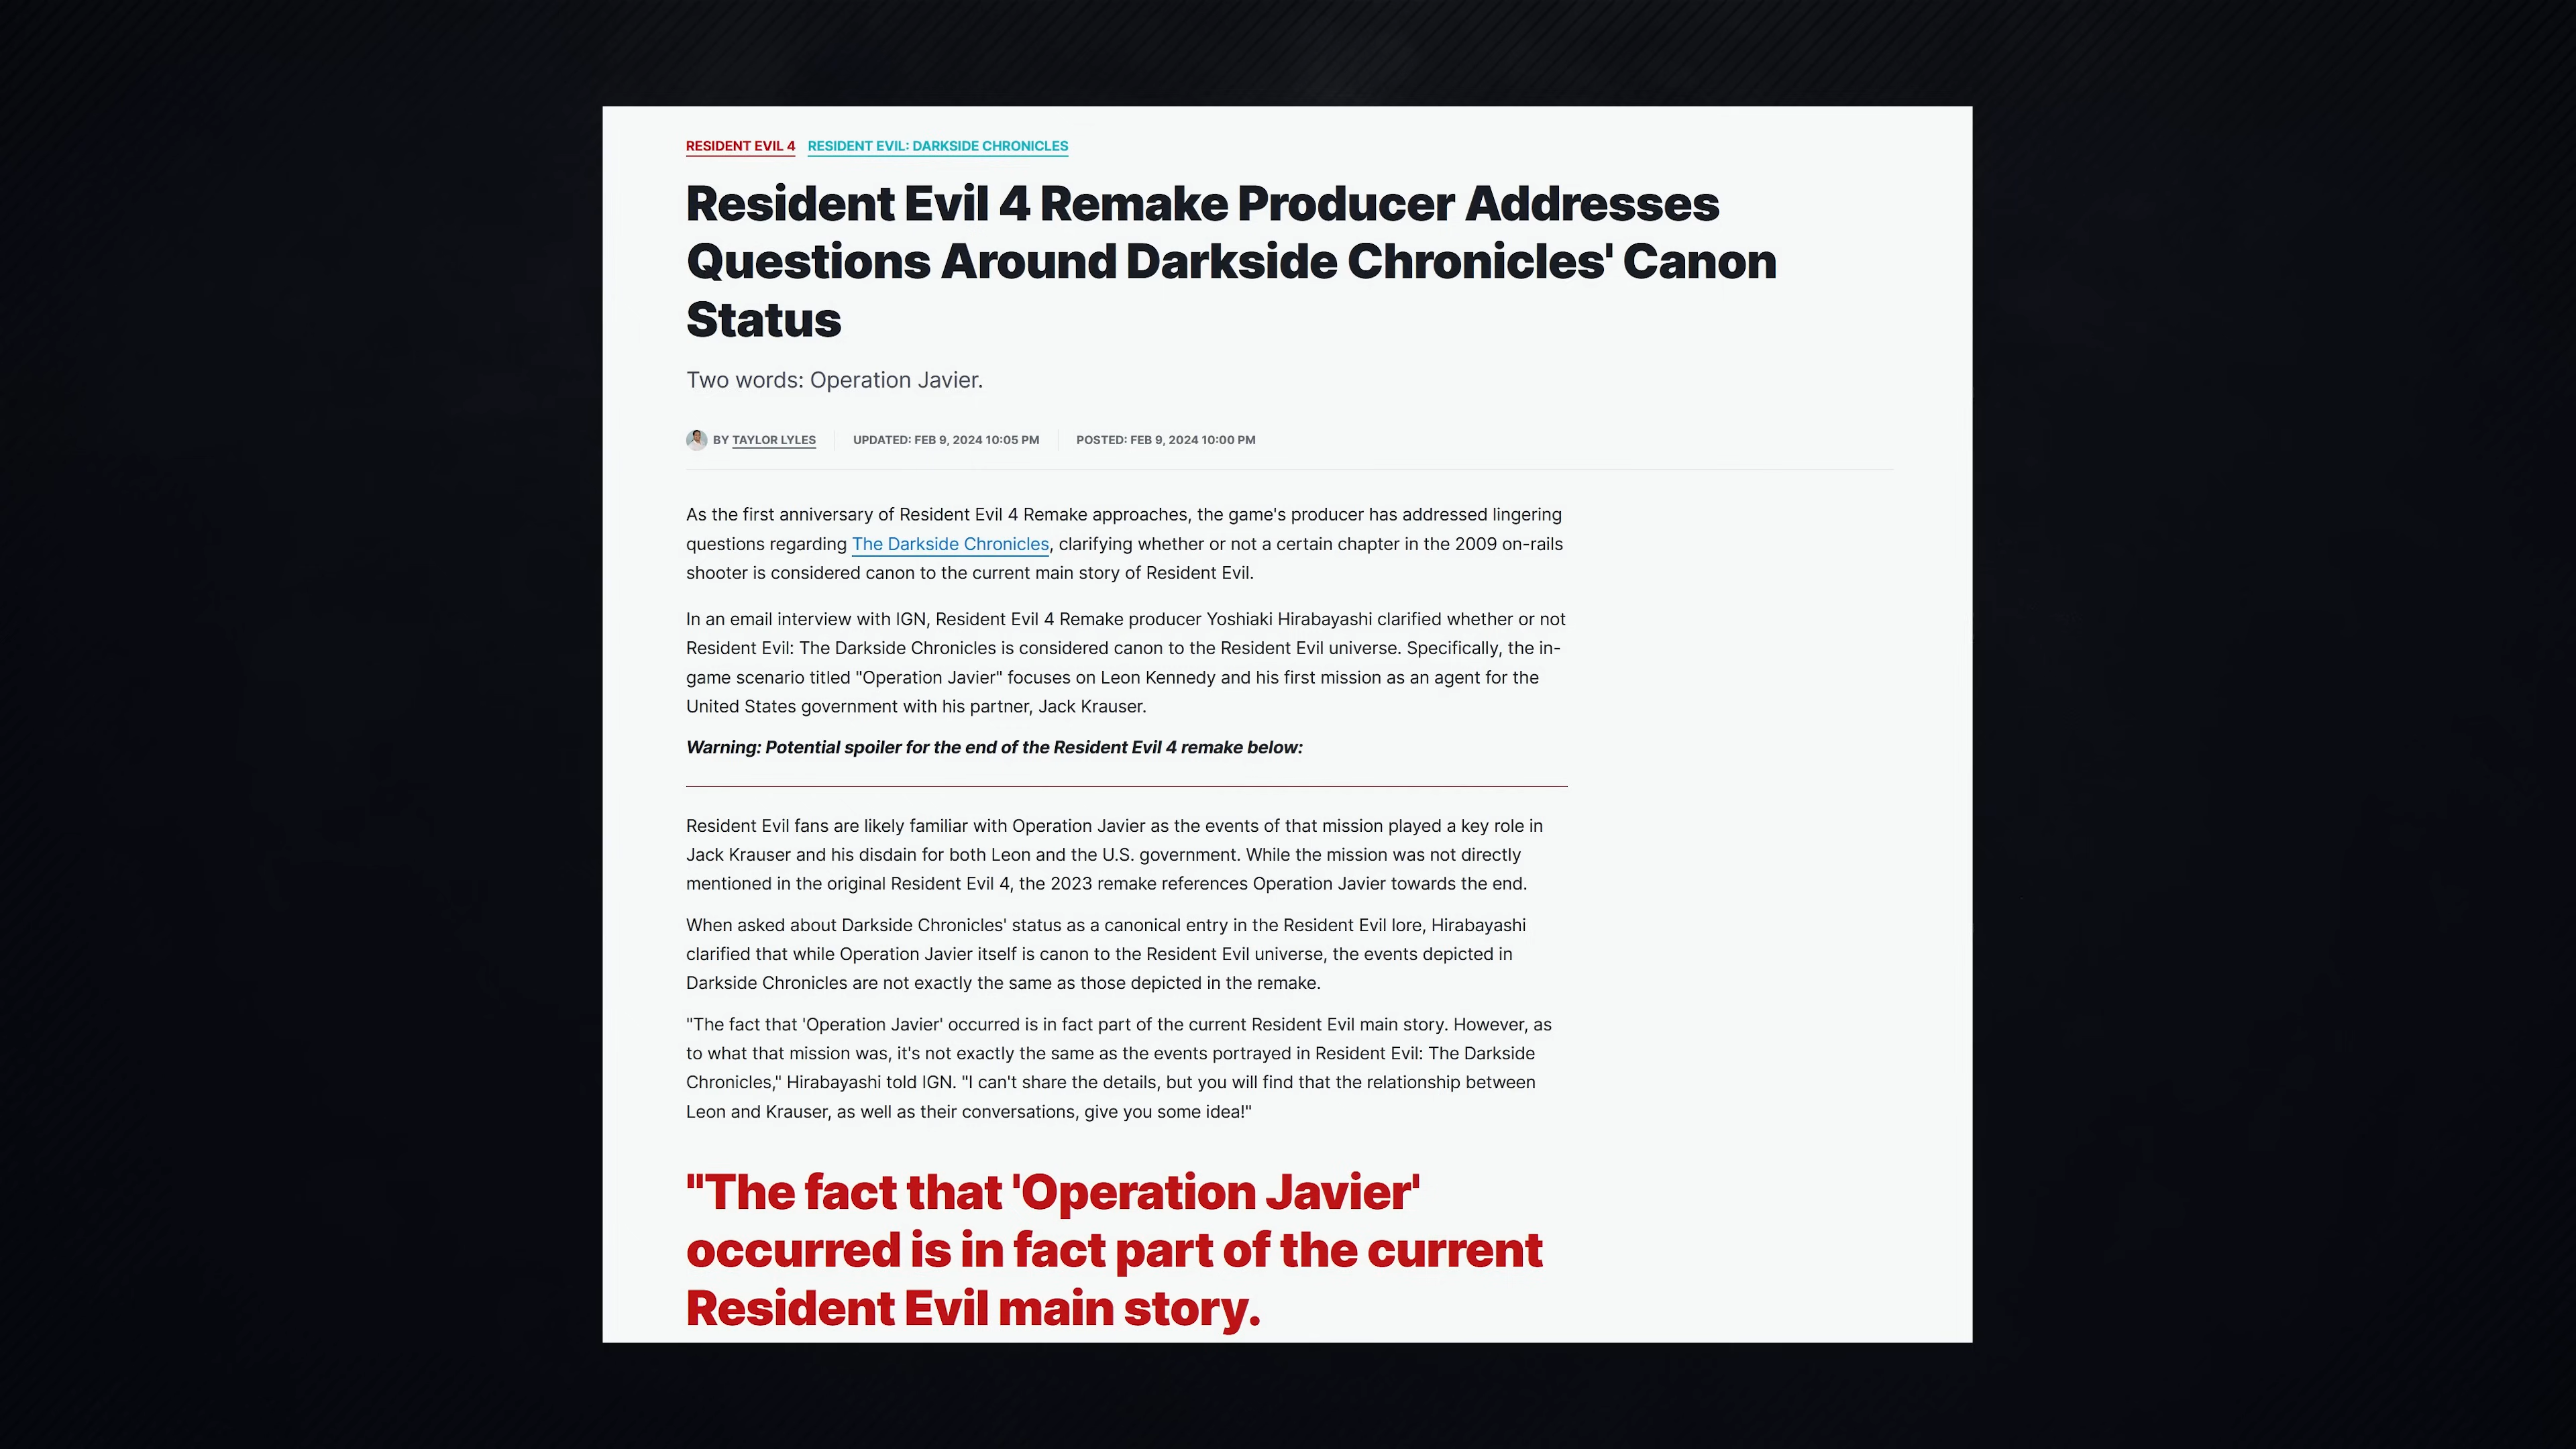 RESIDENT EVIL 4 RESIDENT EVIL: DARKSIDE CHRONICLES
Resident Evil 4 Remake Producer Addresses
Questions Around Darkside Chronicles' Canon
Status
Two words: Operation Javier.
BY TAYLOR LYLES UPDATED: FEB 9, 2024 10:05 PM POSTED: FEB 9, 2024 10:00 PM
As the first anniversary of Resident Evil 4 Remake approaches, the game's producer has addressed lingering
questions regarding The Darkside Chronicles, clarifying whether or not a certain chapter in the 2009 on-rails
shooter is considered canon to the current main story of Resident Evil.
In an email interview with IGN, Resident Evil 4 Remake producer Yoshiaki Hirabayashi clarified whether or not
Resident Evil: The Darkside Chronicles is considered canon to the Resident Evil universe. Specifically, the in-
game scenario titled "Operation Javier" focuses on Leon Kennedy and his first mission as an agent for the
United States government with his partner, Jack Krauser.
Warning: Potential spoiler for the end of the Resident Evil 4 remake below:
Resident Evil fans are likely familiar with Operation Javier as the events of that mission played a key role in
Jack Krauser and his disdain for both Leon and the U.S. government. While the mission was not directly
mentioned in the original Resident Evil 4, the 2023 remake references Operation Javier towards the end.
When asked about Darkside Chronicles' status as a canonical entry in the Resident Evil lore, Hirabayashi
clarified that while Operation Javier itself is canon to the Resident Evil universe, the events depicted in
Darkside Chronicles are not exactly the same as those depicted in the remake.
"The fact that 'Operation Javier' occurred is in fact part of the current Resident Evil main story. However, as
to what that mission was, it's not exactly the same as the events portrayed in Resident Evil: The Darkside
Chronicles," Hirabayashi told IGN. "I can't share the details, but you will find that the relationship between
Leon and Krauser, as well as their conversations, give you some idea!"
"The fact that 'Operation Javier'
occurred is in fact part of the current
Resident Evil main story.